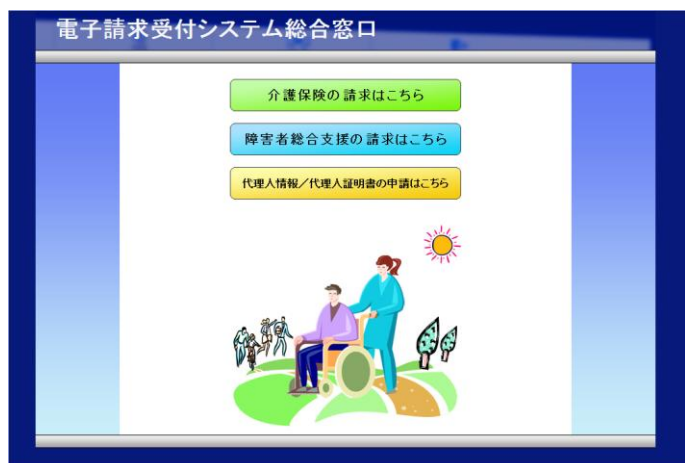 電子請求受付システム総合窓口
介護保険の請求はこちら
障害者総合支援の請求はこちら
代理人情報／代理人証明書の申請はこちら